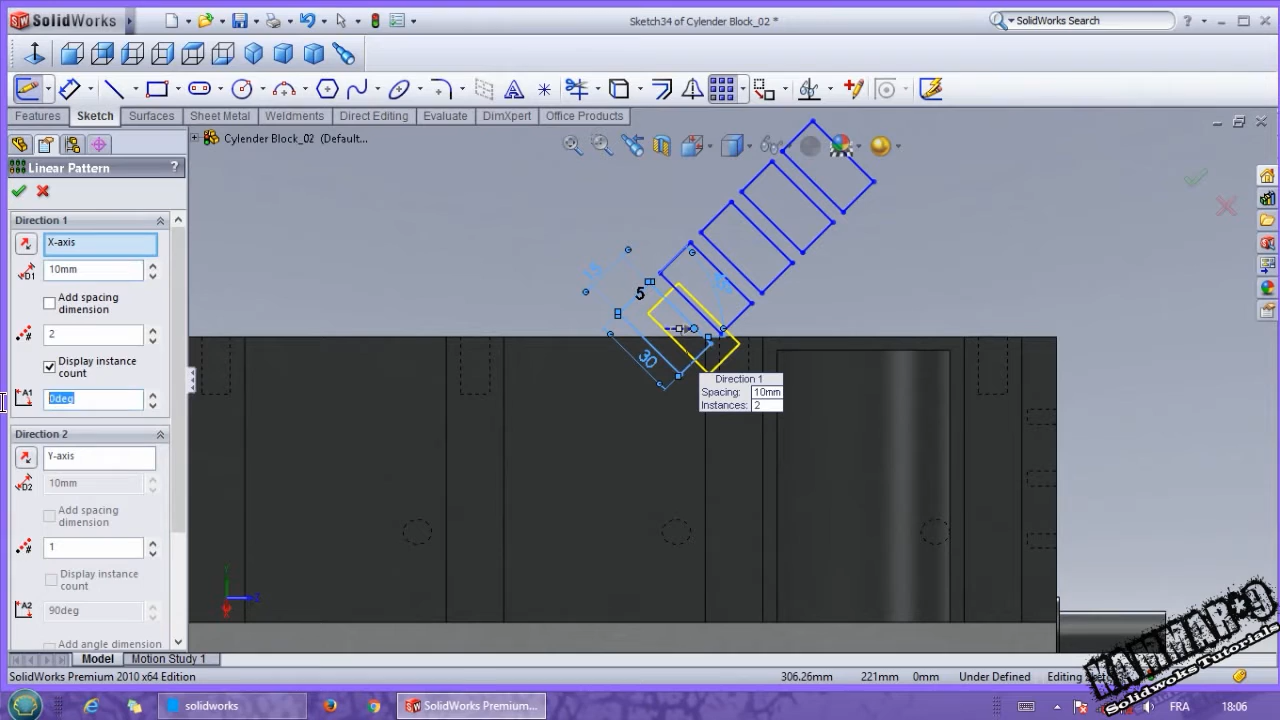 SolidWorks
Sketch34 of Cylender Block_02 *
SolidWorks Search
Features
Sketch
Surfaces
Sheet Metal
Weldments
Direct Editing
Evaluate
DimXpert
Office Products
Cylender Block_02 (Default...
Linear Pattern
?
Direction 1
X-axis
10mm
Add spacing
dimension
2
Display instance
count
0deg
Direction 2
Y-axis
10mm
Add spacing
dimension
1
Display instance
count
90deg
Add angle dimension
5
30
Direction 1
Spacing: 10mm
Instances: 2
Model
Motion Study 1
SolidWorks Premium 2010 x64 Edition
306.26mm
221mm
0mm
Under Defined
solidworks
SolidWorks Premium...
FR
18:06
Solidworks Tutorials